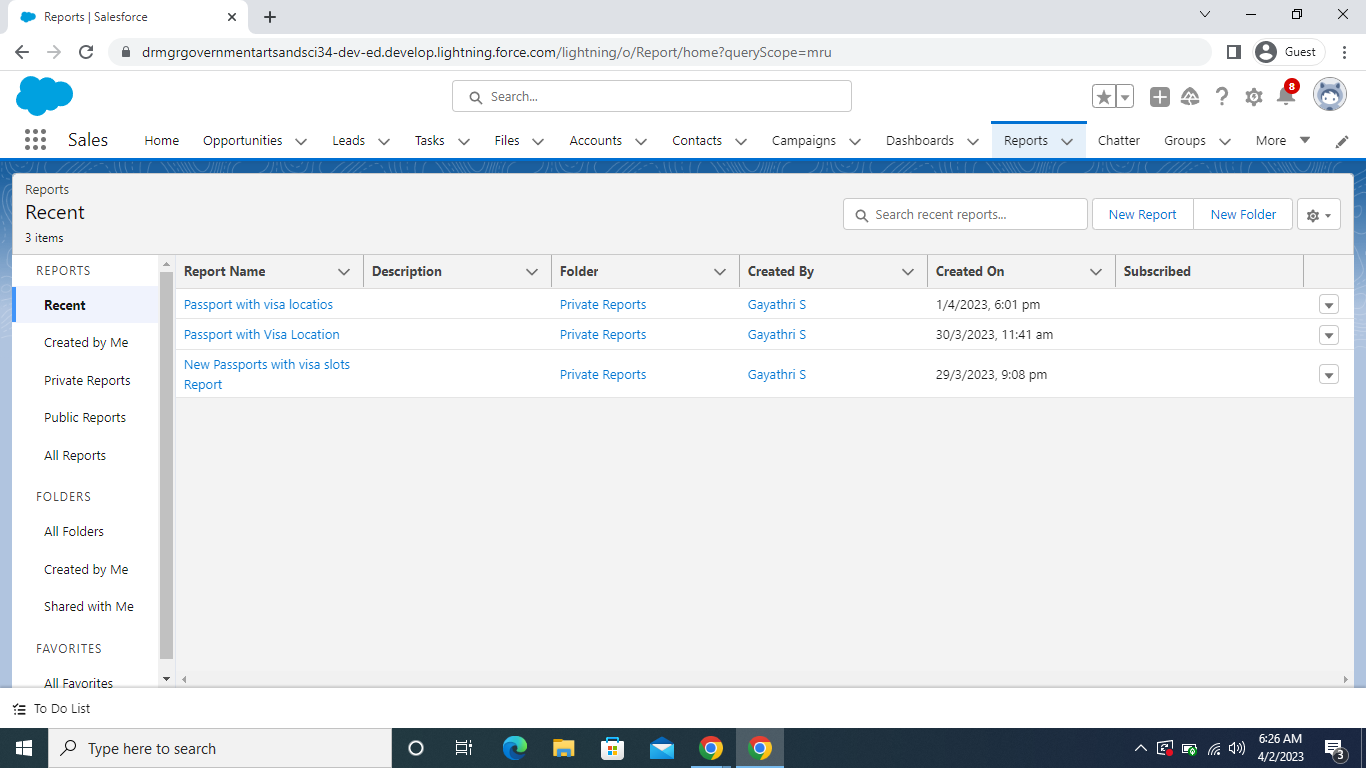 Reports | Salesforce
drmgrgovernmentartsandsci34-dev-ed.develop.lightning.force.com/lightning/o/Report/home?queryScope=mru
Guest
Search...
8
Sales Home Opportunities Leads Tasks Files Accounts Contacts Campaigns Dashboards Reports Chatter Groups More
Reports
Recent
3 items
Search recent reports...
New Report New Folder
REPORTS
Recent
Created by Me
Private Reports
Public Reports
All Reports
FOLDERS
All Folders
Created by Me
Shared with Me
FAVORITES
All Favorites
Report Name Description Folder Created By Created On Subscribed
Passport with visa locatios Private Reports Gayathri S 1/4/2023, 6:01 pm
Passport with Visa Location Private Reports Gayathri S 30/3/2023, 11:41 am
New Passports with visa slots
Report Private Reports Gayathri S 29/3/2023, 9:08 pm
To Do List
Type here to search
6:26 AM
4/2/2023
3